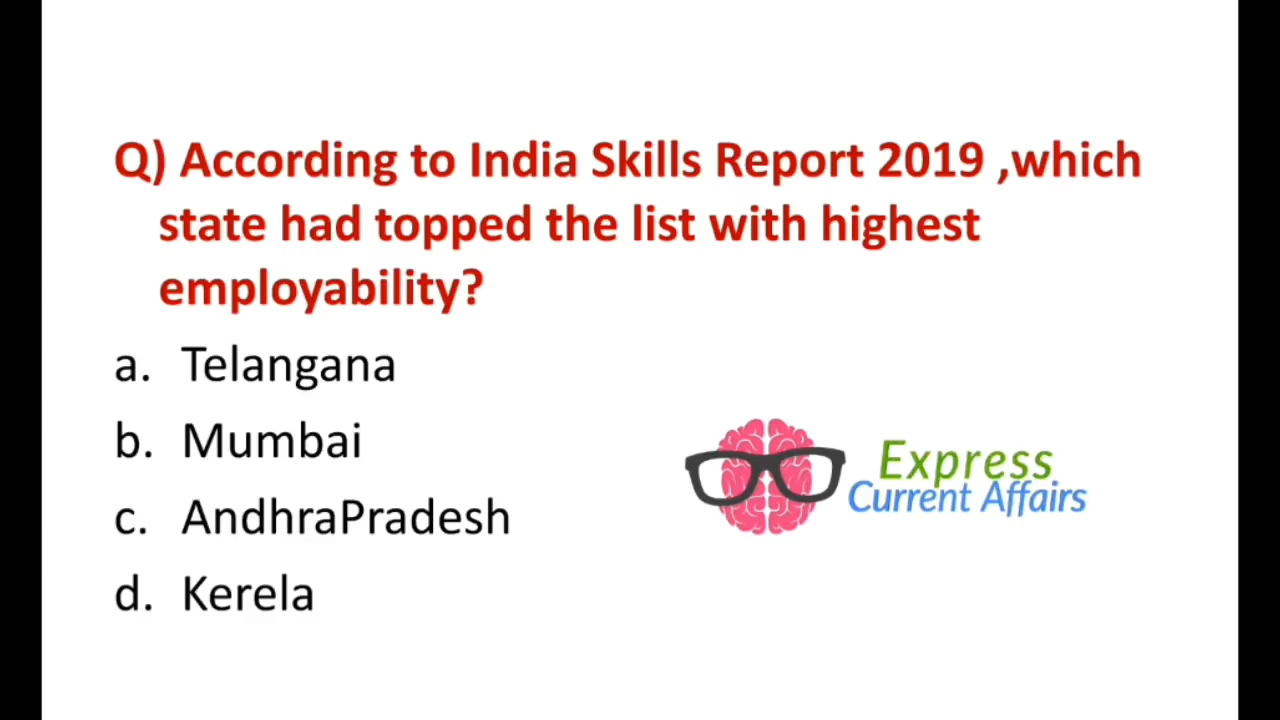 Q) According to India Skills Report 2019 ,which
state had topped the list with highest
employability?
a. Telangana
b. Mumbai
c. AndhraPradesh
d. Kerela
Express
Current Affairs